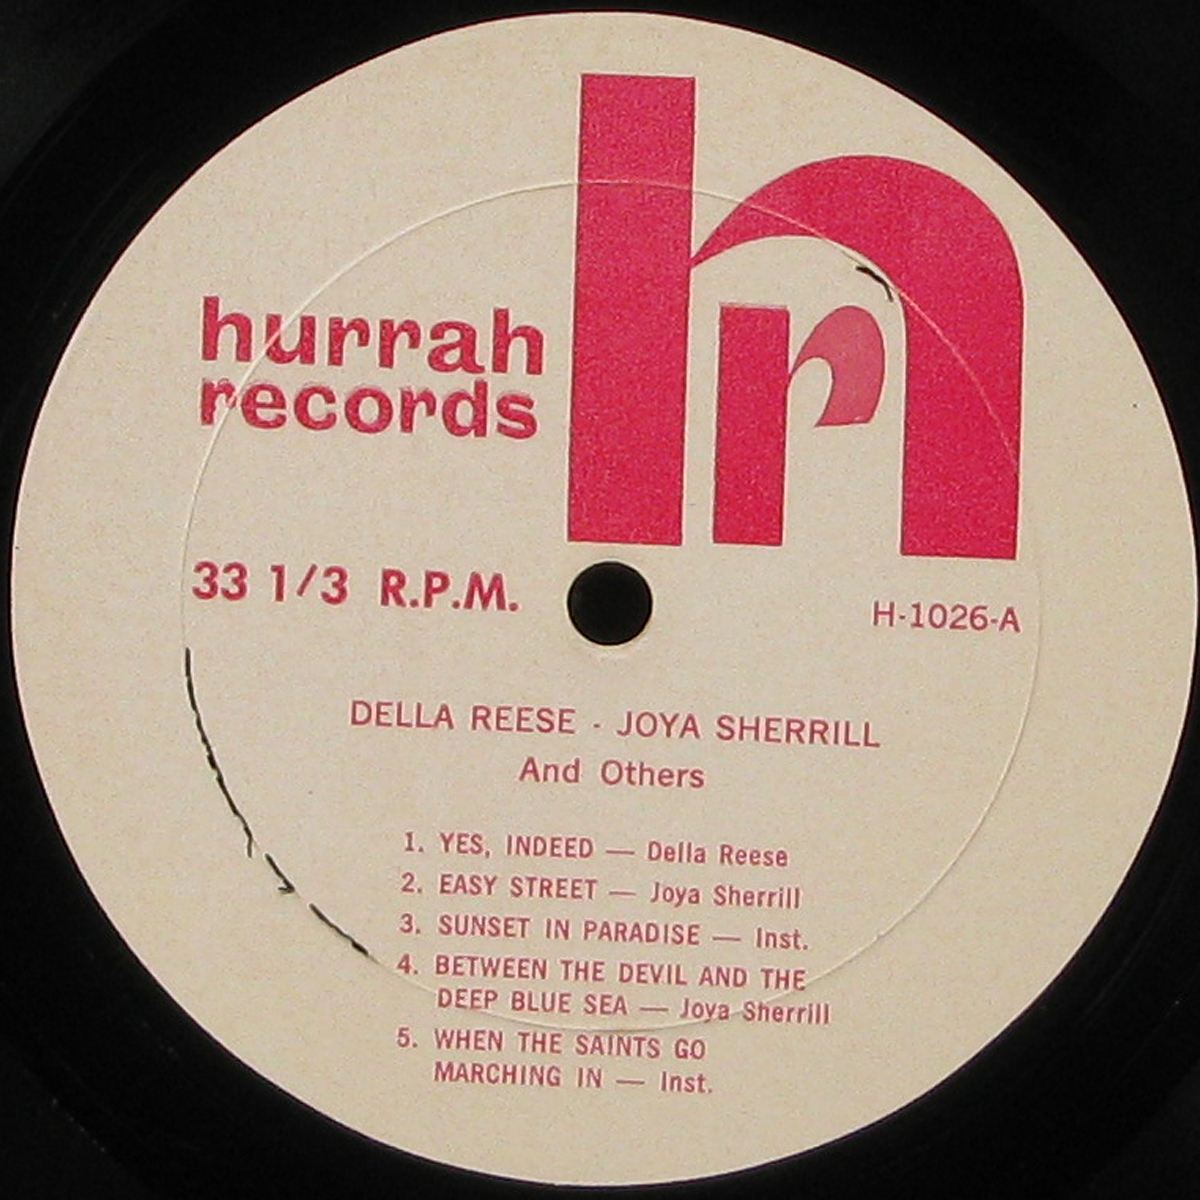 hr
hurrah
records
33 1/3 R.P.M.
H-1026-A
DELLA REESE - JOYA SHERRILL
And Others
1. YES, INDEED — Della Reese
2. EASY STREET — Joya Sherrill
3. SUNSET IN PARADISE — Inst.
4. BETWEEN THE DEVIL AND THE
DEEP BLUE SEA — Joya Sherrill
5. WHEN THE SAINTS GO
MARCHING IN — Inst.